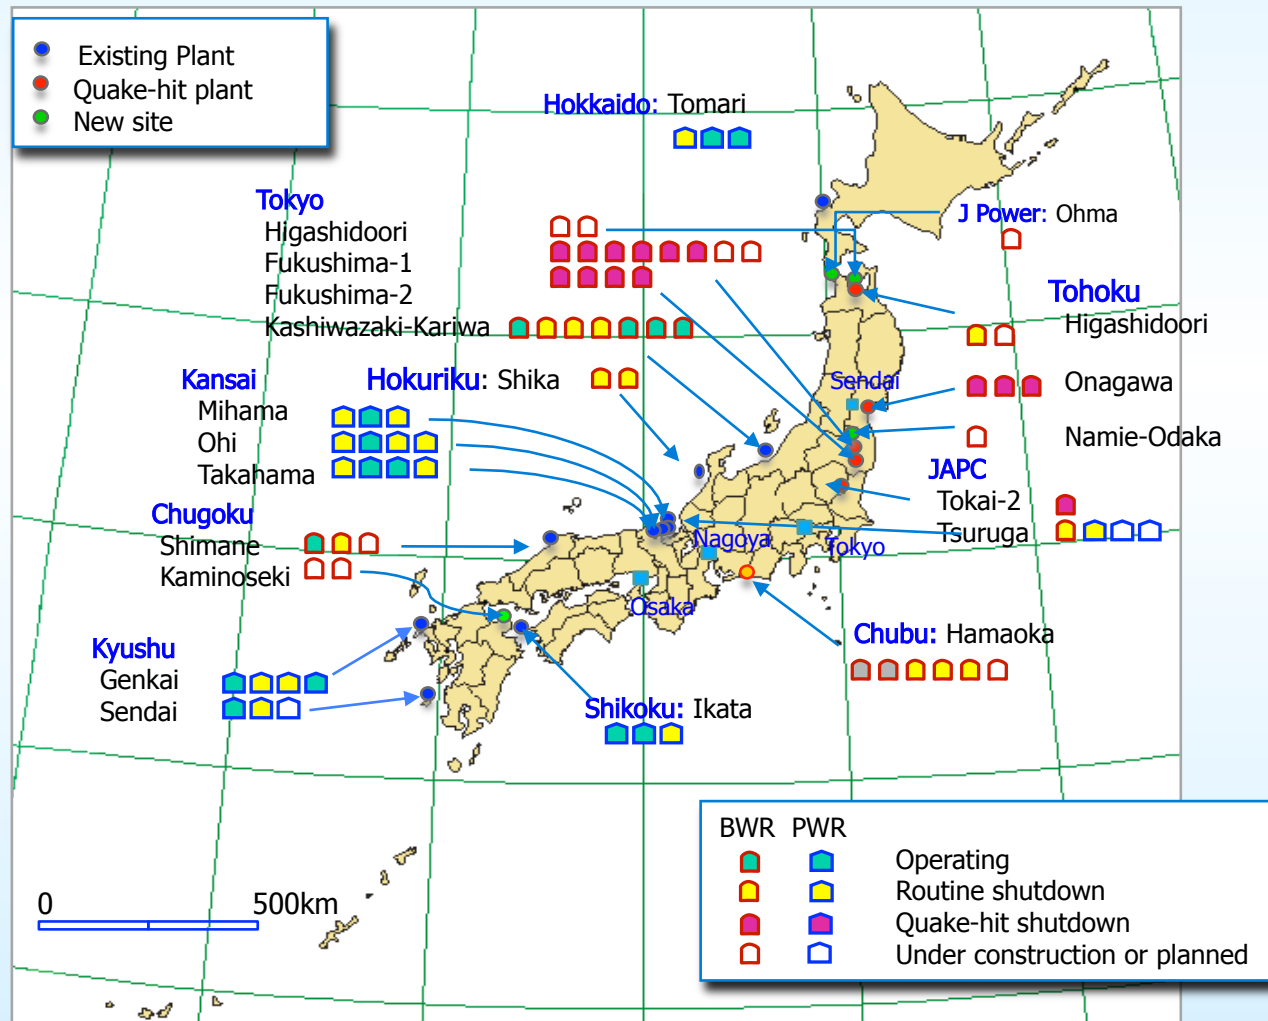 Existing Plant
Quake-hit plant
New site
Hokkaido: Tomari
Tokyo
Higashidoori
Fukushima-1
Fukushima-2
Kashiwazaki-Kariwa
J Power: Ohma
Tohoku
Higashidoori
Onagawa
Namie-Odaka
Sendai
Kansai
Mihama
Ohi
Takahama
Hokuriku: Shika
JAPC
Tokai-2
Tsuruga
Chugoku
Shimane
Kaminoseki
Nagoya
Tokyo
Osaka
Kyushu
Genkai
Sendai
Chubu: Hamaoka
Shikoku: Ikata
BWR PWR
Operating
Routine shutdown
Quake-hit shutdown
Under construction or planned
0 500km